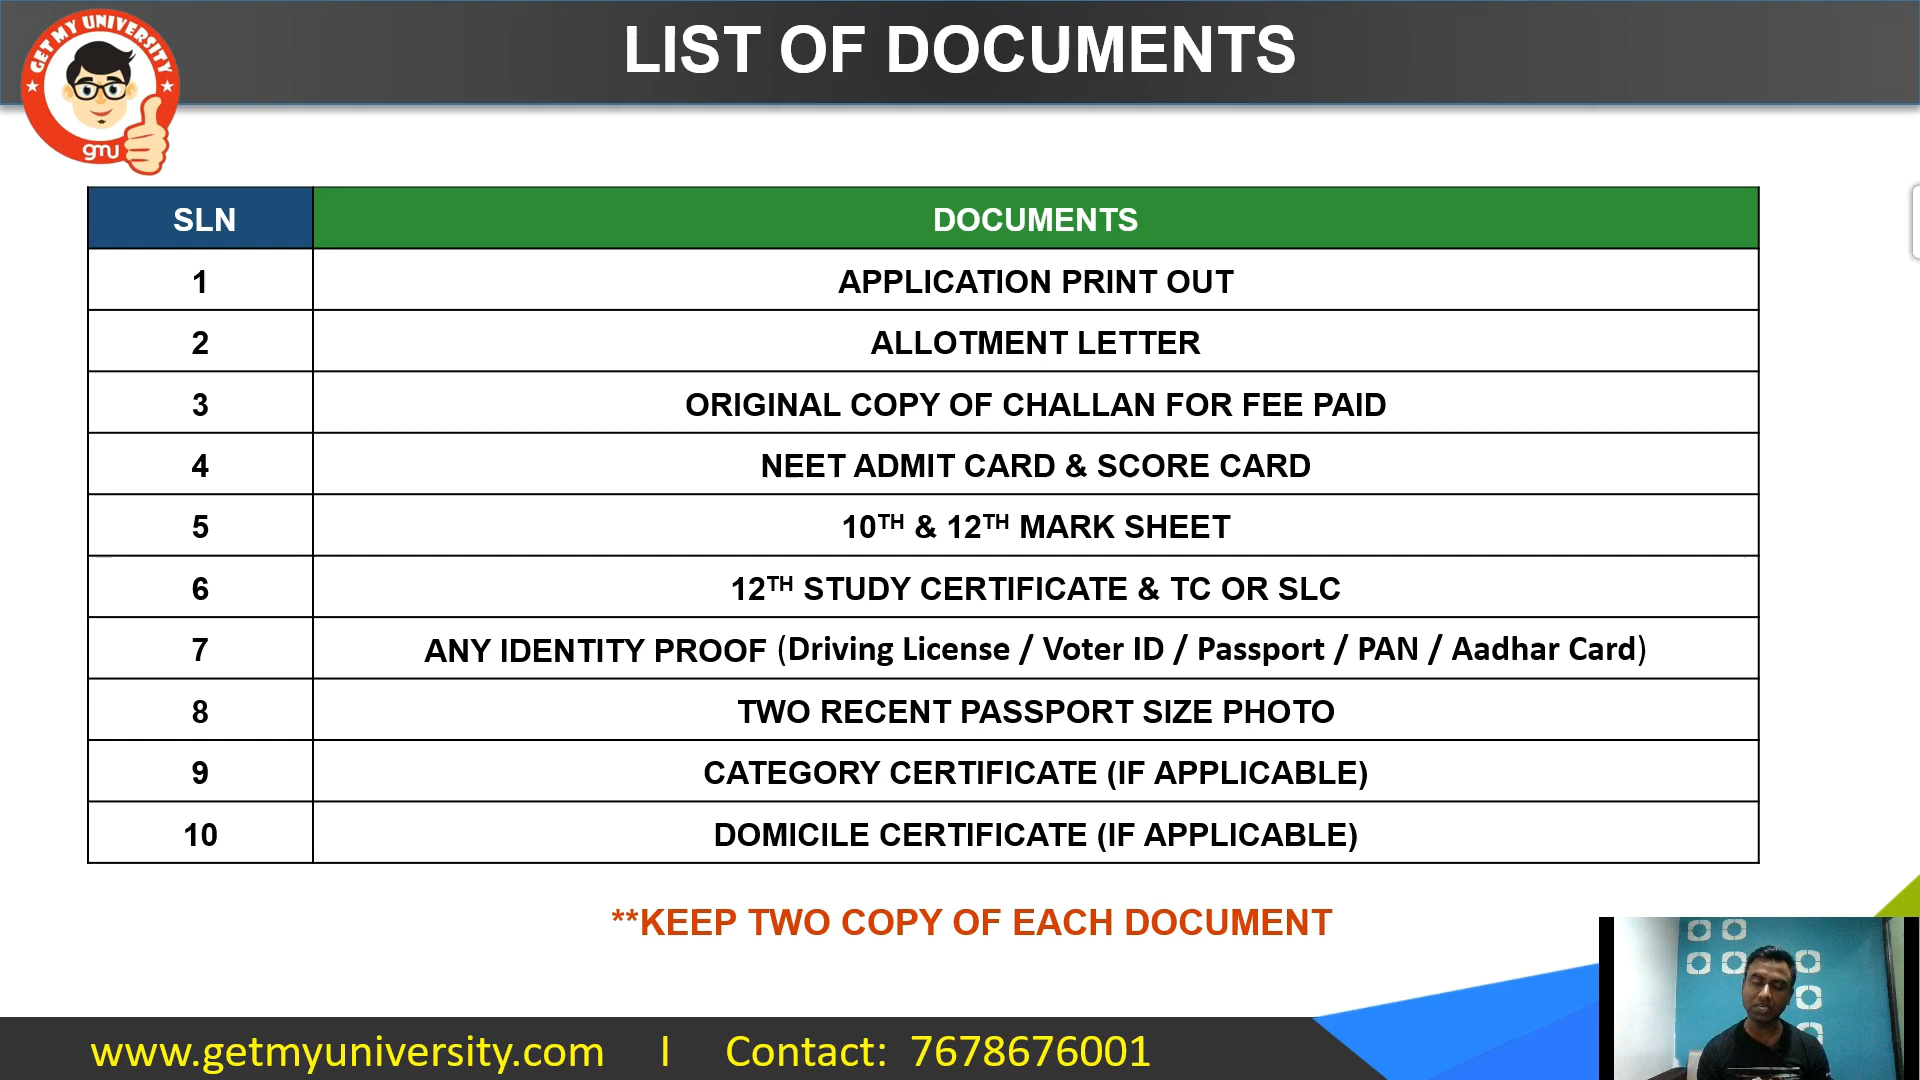 GET MY UNIVERSITY
gmu
LIST OF DOCUMENTS
SLN DOCUMENTS
1 APPLICATION PRINT OUT
2 ALLOTMENT LETTER
3 ORIGINAL COPY OF CHALLAN FOR FEE PAID
4 NEET ADMIT CARD & SCORE CARD
5 10TH & 12TH MARK SHEET
6 12TH STUDY CERTIFICATE & TC OR SLC
7 ANY IDENTITY PROOF (Driving License / Voter ID / Passport / PAN / Aadhar Card)
8 TWO RECENT PASSPORT SIZE PHOTO
9 CATEGORY CERTIFICATE (IF APPLICABLE)
10 DOMICILE CERTIFICATE (IF APPLICABLE)
**KEEP TWO COPY OF EACH DOCUMENT
www.getmyuniversity.com I Contact: 7678676001